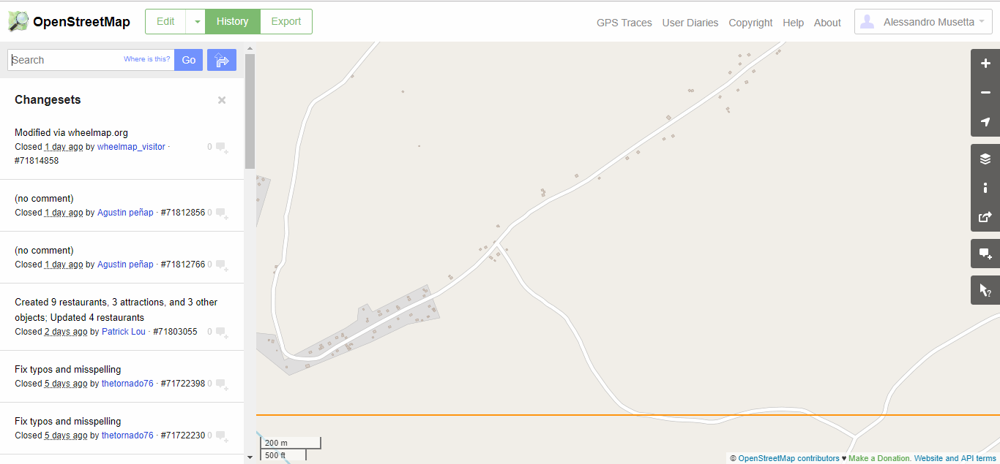 OpenStreetMap Edit History Export GPS Traces User Diaries Copyright Help About Alessandro Musetta
Search Where is this? Go
Changesets
Modified via wheelmap.org
Closed 1 day ago by wheelmap_visitor ·
#71814858
0
(no comment)
Closed 1 day ago by Agustin peñap · #71812856 0
(no comment)
Closed 1 day ago by Agustin peñap · #71812766 0
Created 9 restaurants, 3 attractions, and 3 other
objects; Updated 4 restaurants
Closed 2 days ago by Patrick Lou · #71803055 0
Fix typos and misspelling
Closed 5 days ago by thetornado76 · #71722398 0
Fix typos and misspelling
Closed 5 days ago by thetornado76 · #71722230 0
200 m
500 ft
© OpenStreetMap contributors ♥ Make a Donation. Website and API terms